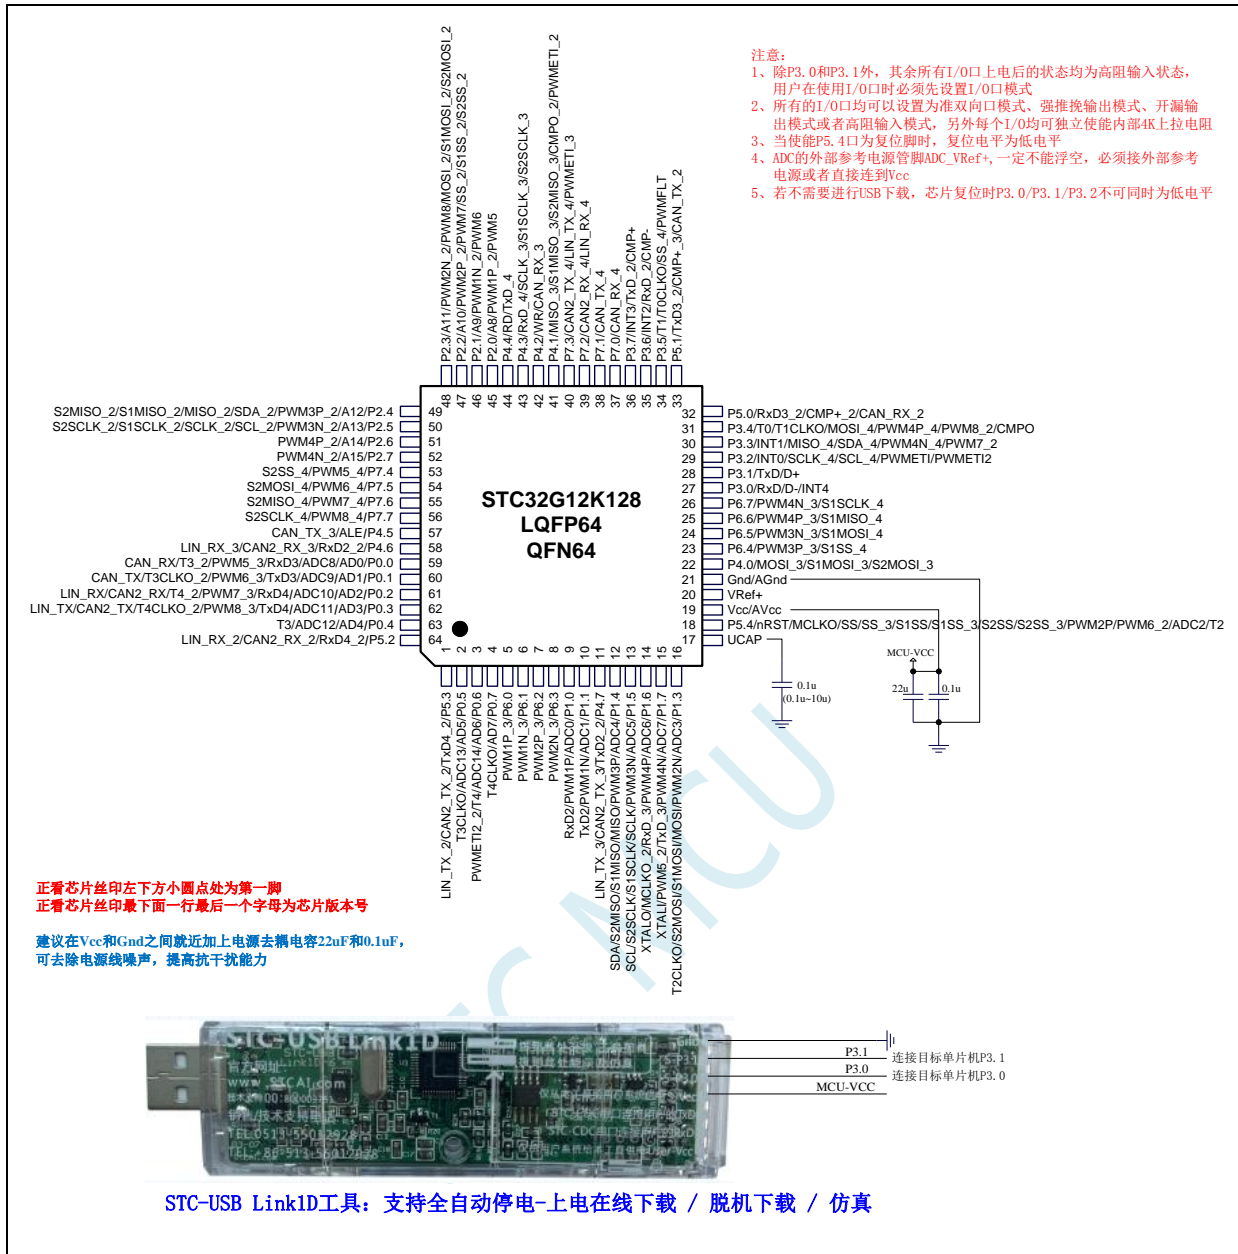 注意:
1、除P3.0和P3.1外，其余所有I/O口上电后的状态均为高阻输入状态，
用户在使用I/O口时必须先设置I/O口模式
2、所有的I/O口均可以设置为准双向口模式、强推挽输出模式、开漏输
出模式或者高阻输入模式，另外每个I/O均可独立使能内部4K上拉电阻
3、当使能P5.4口为复位脚时，复位电平为低电平
4、ADC的外部参考电源管脚ADC_VRef+,一定不能浮空，必须接外部参考
电源或者直接连到Vcc
5、若不需要进行USB下载，芯片复位时P3.0/P3.1/P3.2不可同时为低电平
P2.3/A11/PWM2N_2/PWM8/MOSI_2/S1MOSI_2/S2MOSI_2
P2.2/A10/PWM2P_2/PWM7/SS_2/S1SS_2/S2SS_2
P2.1/A9/PWM1N_2/PWM6
P2.0/A8/PWM1P_2/PWM5
P4.4/RD/TxD_4
P4.3/RxD_4/SCLK_3/S1SCLK_3/S2SCLK_3
P4.2/WR/CAN_RX_3
P4.1/MISO_3/S1MISO_3/S2MISO_3/CMPO_2/PWMETI_2
P7.3/CAN2_TX_4/LIN_TX_4/PWMETI_3
P7.2/CAN2_RX_4/LIN_RX_4
P7.1/CAN_TX_4
P7.0/CAN_RX_4
P3.7/INT3/TxD_2/CMP+
P3.6/INT2/RxD_2/CMP-
P3.5/T1/T0CLKO/SS_4/PWMFLT
P5.1/TxD3_2/CMP+_3/CAN_TX_2
48 47 46 45 44 43 42 41 40 39 38 37 36 35 34 33
S2MISO_2/S1MISO_2/MISO_2/SDA_2/PWM3P_2/A12/P2.4 49
S2SCLK_2/S1SCLK_2/SCLK_2/SCL_2/PWM3N_2/A13/P2.5 50
PWM4P_2/A14/P2.6 51
PWM4N_2/A15/P2.7 52
S2SS_4/PWM5_4/P7.4 53
S2MOSI_4/PWM6_4/P7.5 54
S2MISO_4/PWM7_4/P7.6 55
S2SCLK_4/PWM8_4/P7.7 56
CAN_TX_3/ALE/P4.5 57
LIN_RX_3/CAN2_RX_3/RxD2_2/P4.6 58
CAN_RX/T3_2/PWM5_3/RxD3/ADC8/AD0/P0.0 59
CAN_TX/T3CLKO_2/PWM6_3/TxD3/ADC9/AD1/P0.1 60
LIN_RX/CAN2_RX/T4_2/PWM7_3/RxD4/ADC10/AD2/P0.2 61
LIN_TX/CAN2_TX/T4CLKO_2/PWM8_3/TxD4/ADC11/AD3/P0.3 62
T3/ADC12/AD4/P0.4 63
LIN_RX_2/CAN2_RX_2/RxD4_2/P5.2 64
STC32G12K128
LQFP64
QFN64
32 P5.0/RxD3_2/CMP+_2/CAN_RX_2
31 P3.4/T0/T1CLKO/MOSI_4/PWM4P_4/PWM8_2/CMPO
30 P3.3/INT1/MISO_4/SDA_4/PWM4N_4/PWM7_2
29 P3.2/INT0/SCLK_4/SCL_4/PWMETI/PWMETI2
28 P3.1/TxD/D+
27 P3.0/RxD/D-/INT4
26 P6.7/PWM4N_3/S1SCLK_4
25 P6.6/PWM4P_3/S1MISO_4
24 P6.5/PWM3N_3/S1MOSI_4
23 P6.4/PWM3P_3/S1SS_4
22 P4.0/MOSI_3/S1MOSI_3/S2MOSI_3
21 Gnd/AGnd
20 VRef+
19 Vcc/AVcc
18 P5.4/nRST/MCLKO/SS/SS_3/S1SS/S1SS_3/S2SS/S2SS_3/PWM2P/PWM6_2/ADC2/T2
17 UCAP
MCU-VCC
22u
0.1u
0.1u
(0.1u~10u)
1 2 3 4 5 6 7 8 9 10 11 12 13 14 15 16
LIN_TX_2/CAN2_TX_2/TxD4_2/P5.3
T3CLKO/ADC13/AD5/P0.5
PWMETI2_2/T4/ADC14/AD6/P0.6
T4CLKO/AD7/P0.7
PWM1P_3/P6.0
PWM1N_3/P6.1
PWM2P_3/P6.2
PWM2N_3/P6.3
RxD2/PWM1P/ADC0/P1.0
TxD2/PWM1N/ADC1/P1.1
LIN_TX_3/CAN2_TX_3/TxD2_2/P4.7
SDA/S2MISO/S1MISO/MISO/PWM3P/ADC4/P1.4
SCL/S2SCLK/S1SCLK/SCLK/PWM3N/ADC5/P1.5
XTALO/MCLKO_2/RxD_3/PWM4P/ADC6/P1.6
XTALI/PWM5_2/TxD_3/PWM4N/ADC7/P1.7
T2CLKO/S2MOSI/S1MOSI/MOSI/PWM2N/ADC3/P1.3
STC MCU
正看芯片丝印左下方小圆点处为第一脚
正看芯片丝印最下面一行最后一个字母为芯片版本号
建议在Vcc和Gnd之间就近加上电源去耦电容22uF和0.1uF，
可去除电源线噪声，提高抗干扰能力
STC-USB Link1D
官方网址:
www.STCAI.com
P3.1 连接目标单片机P3.1
P3.0 连接目标单片机P3.0
MCU-VCC
STC-USB Link1D工具: 支持全自动停电-上电在线下载 / 脱机下载 / 仿真